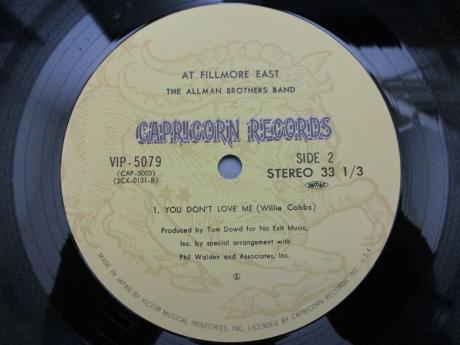 AT FILLMORE EAST
THE ALLMAN BROTHERS BAND
CAPRICORN RECORDS
VIP-5079
(CAP-5003)
(2CX-0131-B)
SIDE 2
STEREO 33 1/3
1. YOU DON'T LOVE ME (Willie Cobbs)
Produced by Tom Dowd for No Exit Music,
Inc. by special arrangement with
Phil Walden and Associates, Inc.
①
MADE IN JAPAN BY VICTOR MUSICAL INDUSTRIES, INC. LICENSED BY CAPRICORN RECORDS INC. U.S.A.